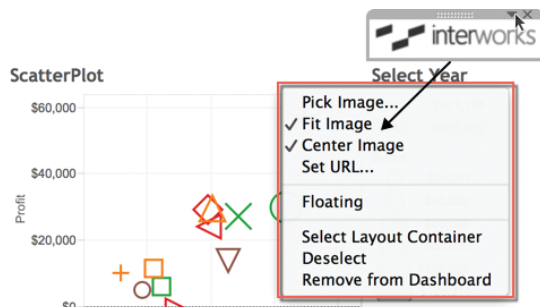 interworks
ScatterPlot
Select Year
$60,000
$40,000
$20,000
$0
Profit
Pick Image...
✓ Fit Image
✓ Center Image
Set URL...
Floating
Select Layout Container
Deselect
Remove from Dashboard